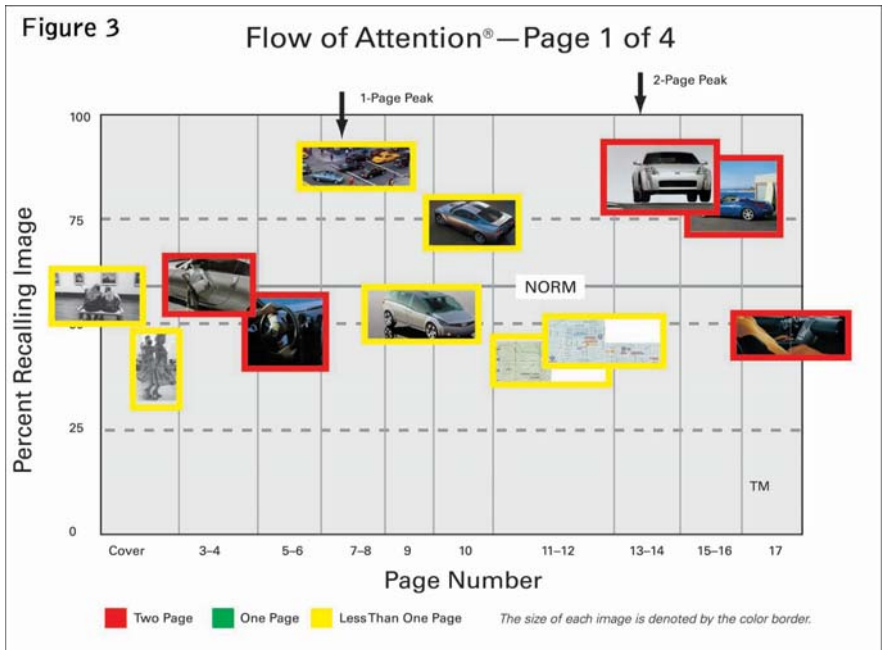 Figure 3
Flow of Attention®—Page 1 of 4
1-Page Peak
2-Page Peak
Percent Recalling Image
100
75
50
25
0
NORM
TM
Cover 3–4 5–6 7–8 9 10 11–12 13–14 15–16 17
Page Number
Two Page One Page Less Than One Page The size of each image is denoted by the color border.